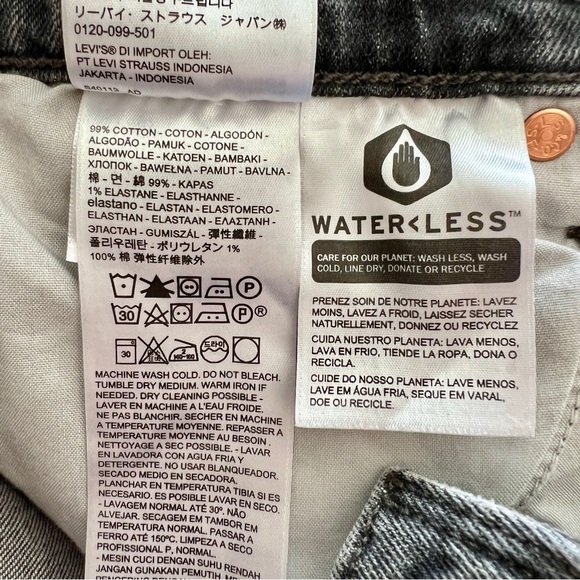 リーバイ・ストラウス ジャパン㈱
0120-099-501
LEVI'S® DI IMPORT OLEH:
PT LEVI STRAUSS INDONESIA
JAKARTA - INDONESIA
99% COTTON - COTON - ALGODÓN -
ALGODÃO - PAMUK - COTONE -
BAUMWOLLE - KATOEN - BAMBAKI -
ХЛОПОК - BAWEŁNA - PAMUT - BAVLNA -
棉 - 면 - 綿 99% - KAPAS
1% ELASTANE - ELASTHANNE -
elastano - ELASTAN - ELASTOMERO -
ELASTHAN - ELASTAAN - ΕΛΑΣΤΑΝΗ -
ЭЛАСТАН - GUMISZÁL - 弾性纖維 -
폴리우레탄 - ポリウレタン 1%
100% 棉 弹性纤维除外
P
30 P ®
30 140-160 드라이
MACHINE WASH COLD. DO NOT BLEACH.
TUMBLE DRY MEDIUM. WARM IRON IF
NEEDED. DRY CLEANING POSSIBLE -
LAVER EN MACHINE A L'EAU FROIDE.
NE PAS BLANCHIR. SECHER EN MACHINE
A TEMPERATURE MOYENNE. REPASSER A
TEMPERATURE MOYENNE AU BESOIN.
NETTOYAGE A SEC POSSIBLE - LAVAR
EN LAVADORA CON AGUA FRIA Y
DETERGENTE. NO USAR BLANQUEADOR.
SECADO MEDIO EN SECADORA.
PLANCHAR EN TEMPERATURA TIBIA SI ES
NECESARIO. ES POSIBLE LAVAR EN SECO.
- LAVAGEM NORMAL ATÉ 30º. NÃO
ALVEJAR. SECAGEM EM TAMBOR EM
TEMPERATURA NORMAL. PASSAR A
FERRO ATÉ 150ºC. LIMPEZA A SECO
PROFISSIONAL P, NORMAL.
- MESIN CUCI DENGAN SUHU RENDAH
JANGAN GUNAKAN PEMUTIH. ME
WATER<LESS™
CARE FOR OUR PLANET: WASH LESS, WASH
COLD, LINE DRY, DONATE OR RECYCLE
PRENEZ SOIN DE NOTRE PLANETE: LAVEZ
MOINS, LAVEZ A FROID, LAISSEZ SECHER
NATURELLEMENT, DONNEZ OU RECYCLEZ
CUIDA NUESTRO PLANETA: LAVA MENOS,
LAVA EN FRIO, TIENDE LA ROPA, DONA O
RECICLA.
CUIDE DO NOSSO PLANETA: LAVE MENOS,
LAVE EM ÁGUA FRIA, SEQUE EM VARAL,
DOE OU RECICLE.